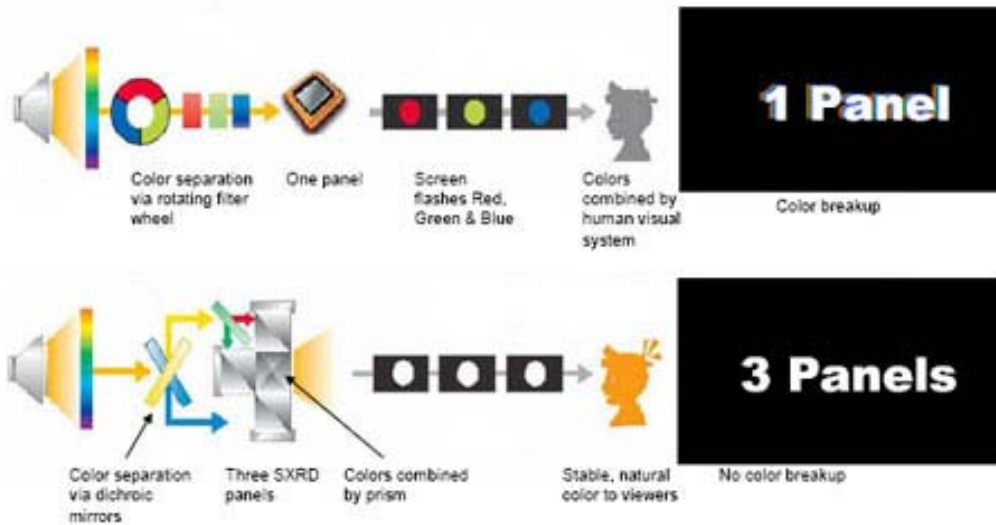 1 Panel
Color separation
via rotating filter
wheel
One panel
Screen
flashes Red,
Green & Blue
Colors
combined by
human visual
system
Color breakup
3 Panels
Color separation
via dichroic
mirrors
Three SXRD
panels
Colors combined
by prism
Stable, natural
color to viewers
No color breakup